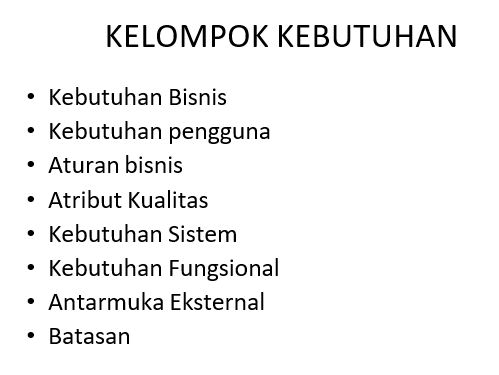 KELOMPOK KEBUTUHAN
• Kebutuhan Bisnis
• Kebutuhan pengguna
• Aturan bisnis
• Atribut Kualitas
• Kebutuhan Sistem
• Kebutuhan Fungsional
• Antarmuka Eksternal
• Batasan